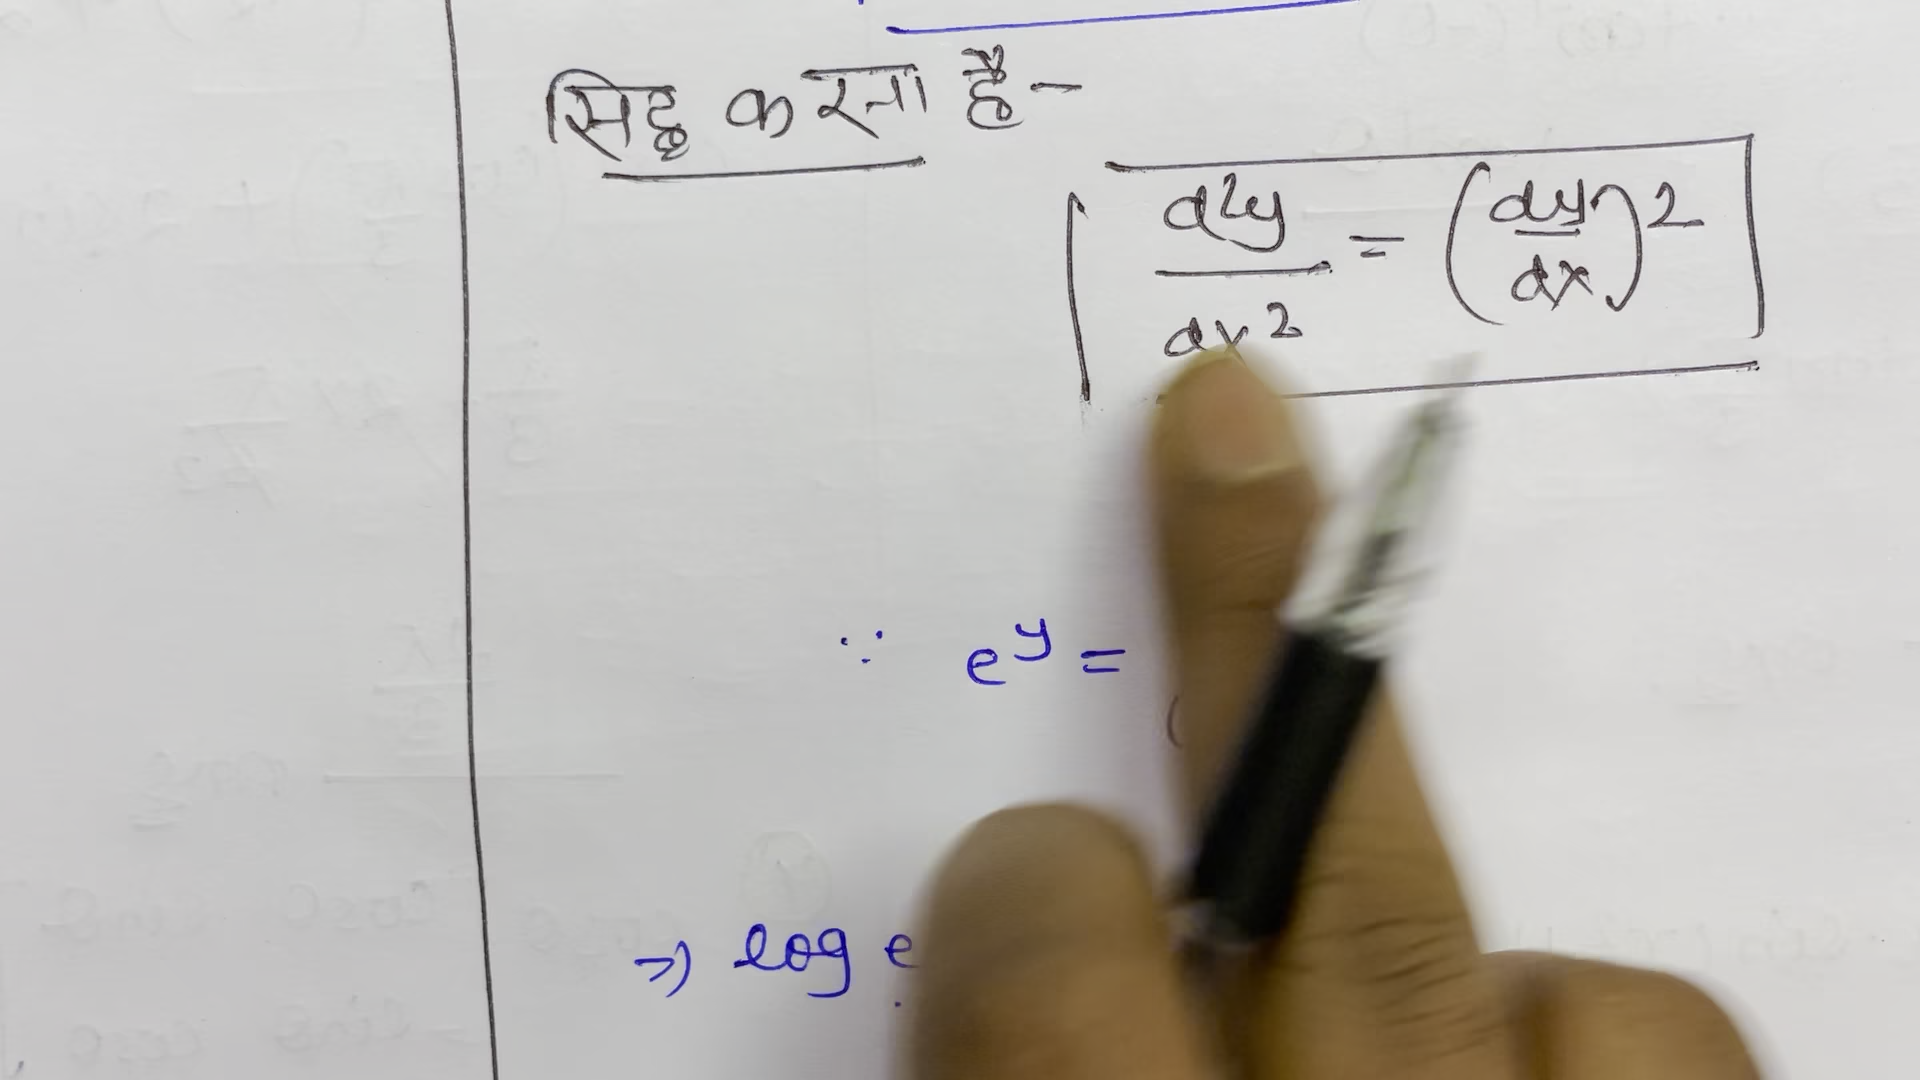 सिद्ध करना है-
d²y/dx² = (dy/dx)²
∵ e^y =
⇒ log e